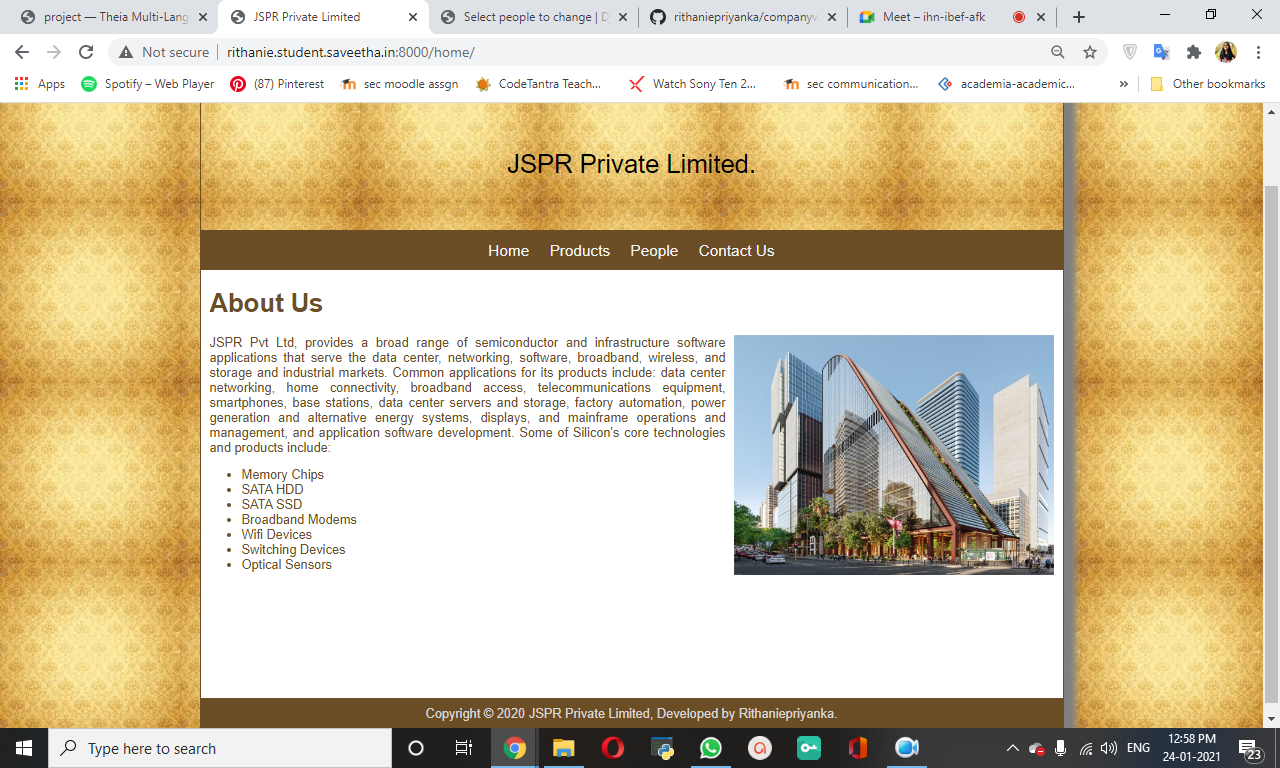 project — Theia Multi-Lang
JSPR Private Limited
Select people to change | D
rithaniepriyanka/companyw
Meet – ihn-ibef-afk
Not secure
rithanie.student.saveetha.in:8000/home/
Apps
Spotify – Web Player
(87) Pinterest
sec moodle assgn
CodeTantra Teach...
Watch Sony Ten 2...
sec communication...
academia-academic...
»
Other bookmarks
JSPR Private Limited.
Home Products People Contact Us
About Us
JSPR Pvt Ltd, provides a broad range of semiconductor and infrastructure software
applications that serve the data center, networking, software, broadband, wireless, and
storage and industrial markets. Common applications for its products include: data center
networking, home connectivity, broadband access, telecommunications equipment,
smartphones, base stations, data center servers and storage, factory automation, power
generation and alternative energy systems, displays, and mainframe operations and
management, and application software development. Some of Silicon's core technologies
and products include:
• Memory Chips
• SATA HDD
• SATA SSD
• Broadband Modems
• Wifi Devices
• Switching Devices
• Optical Sensors
Copyright © 2020 JSPR Private Limited, Developed by Rithaniepriyanka.
Type here to search
ENG
12:58 PM
24-01-2021
23